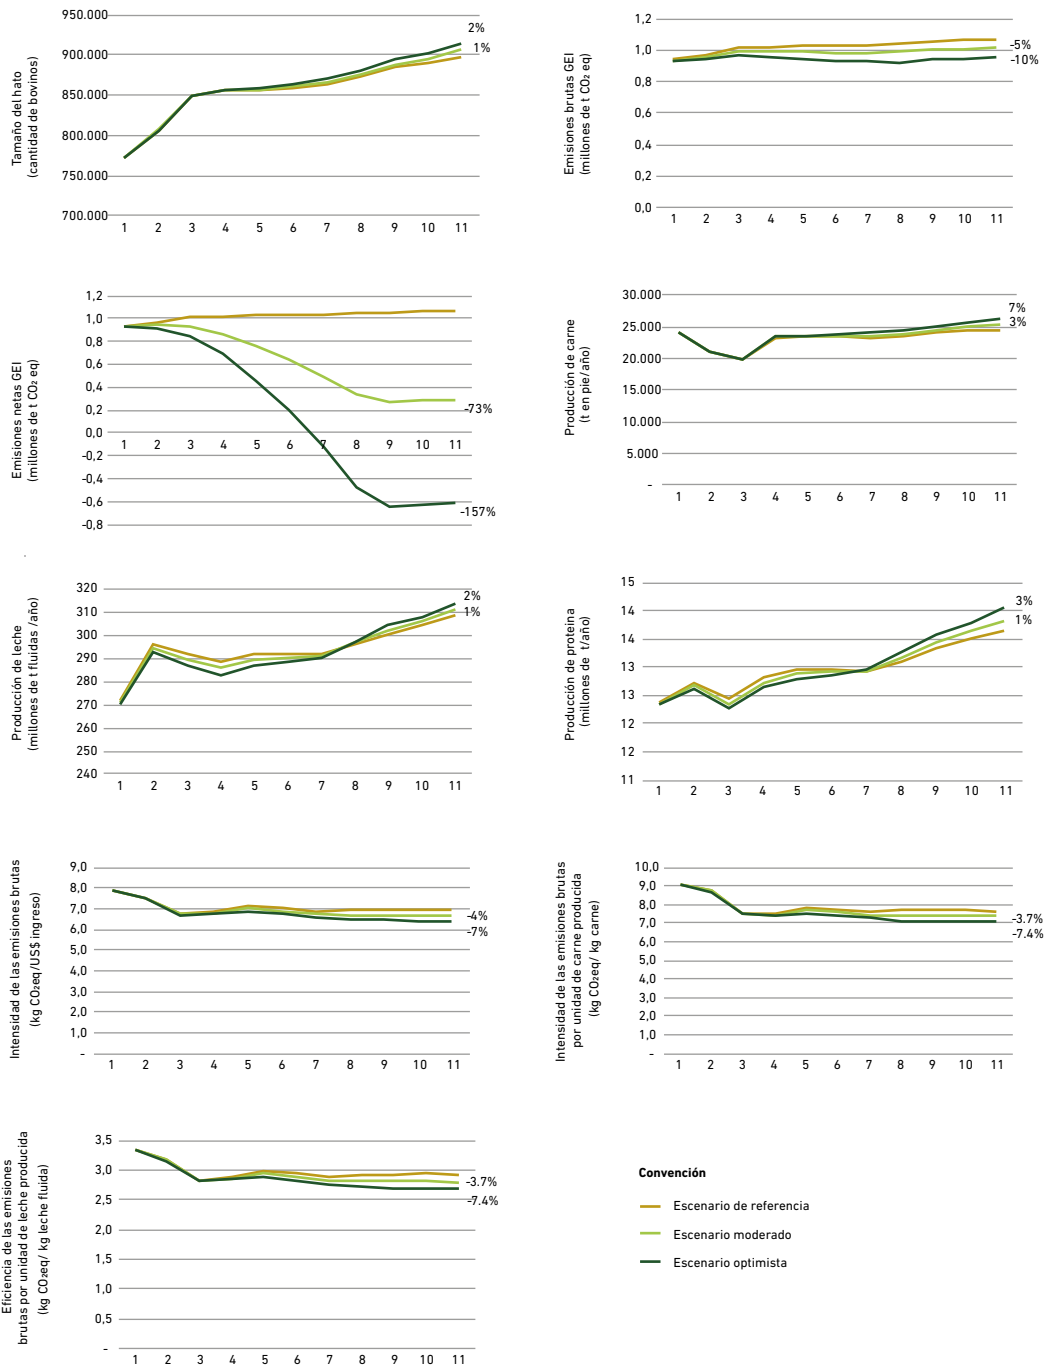 Tamaño del hato
(cantidad de bovinos)
950.000
900.000
850.000
800.000
750.000
700.000
1 2 3 4 5 6 7 8 9 10 11
2%
1%
Emisiones brutas GEI
(millones de t CO₂ eq)
1,2
1,0
0,8
0,6
0,4
0,2
0,0
1 2 3 4 5 6 7 8 9 10 11
-5%
-10%
Emisiones netas GEI
(millones de t CO₂ eq)
1,2
1,0
0,8
0,6
0,4
0,2
0,0
-0,2
-0,4
-0,6
-0,8
1 2 3 4 5 6 7 8 9 10 11
-73%
-157%
Producción de carne
(t en pie/año)
30.000
25.000
20.000
15.000
10.000
5.000
-
1 2 3 4 5 6 7 8 9 10 11
7%
3%
Producción de leche
(millones de t fluidas /año)
320
310
300
290
280
270
260
250
240
1 2 3 4 5 6 7 8 9 10 11
2%
1%
Producción de proteina
(millones de t/año)
15
14
14
13
13
12
12
11
1 2 3 4 5 6 7 8 9 10 11
3%
1%
Intensidad de las emisiones brutas
(kg CO₂eq/US$ ingreso)
9,0
8,0
7,0
6,0
5,0
4,0
3,0
2,0
1,0
-
1 2 3 4 5 6 7 8 9 10 11
-4%
-7%
Intensidad de las emisiones brutas
por unidad de carne producida
(kg CO₂eq/ kg carne)
10,0
9,0
8,0
7,0
6,0
5,0
4,0
3,0
2,0
1,0
-
1 2 3 4 5 6 7 8 9 10 11
-3.7%
-7.4%
Eficiencia de las emisiones
brutas por unidad de leche producida
(kg CO₂eq/ kg leche fluida)
3,5
3,0
2,5
2,0
1,5
1,0
0,5
-
1 2 3 4 5 6 7 8 9 10 11
-3.7%
-7.4%
Convención
Escenario de referencia
Escenario moderado
Escenario optimista